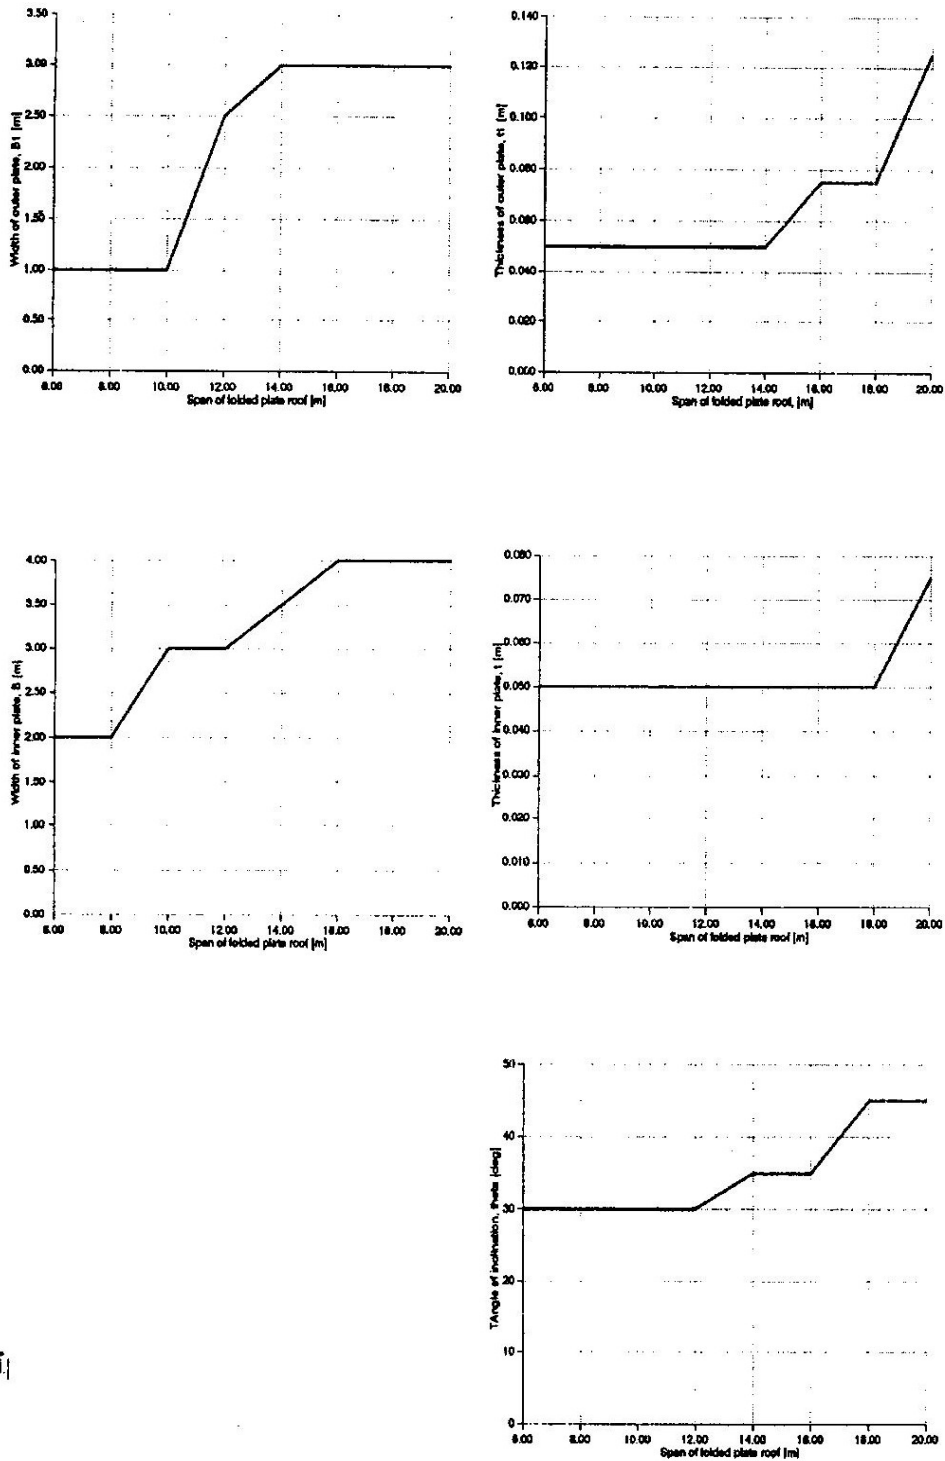 3.50
3.00
2.50
2.00
1.50
1.00
0.50
0.00
Width of outer plate, B1 [m]
6.00 8.00 10.00 12.00 14.00 16.00 18.00 20.00
Span of folded plate roof [m]
0.140
0.120
0.100
0.080
0.060
0.040
0.020
0.000
Thickness of outer plate, t1 [m]
6.00 8.00 10.00 12.00 14.00 16.00 18.00 20.00
Span of folded plate roof, [m]
4.00
3.50
3.00
2.50
2.00
1.50
1.00
0.50
0.00
Width of inner plate, B [m]
6.00 8.00 10.00 12.00 14.00 16.00 18.00 20.00
Span of folded plate roof [m]
0.080
0.070
0.060
0.050
0.040
0.030
0.020
0.010
0.000
Thickness of inner plate, t [m]
6.00 8.00 10.00 12.00 14.00 16.00 18.00 20.00
Span of folded plate roof [m]
50
40
30
20
10
0
TAngle of inclination, theta [deg]
6.00 8.00 10.00 12.00 14.00 16.00 18.00 20.00
Span of folded plate roof [m]